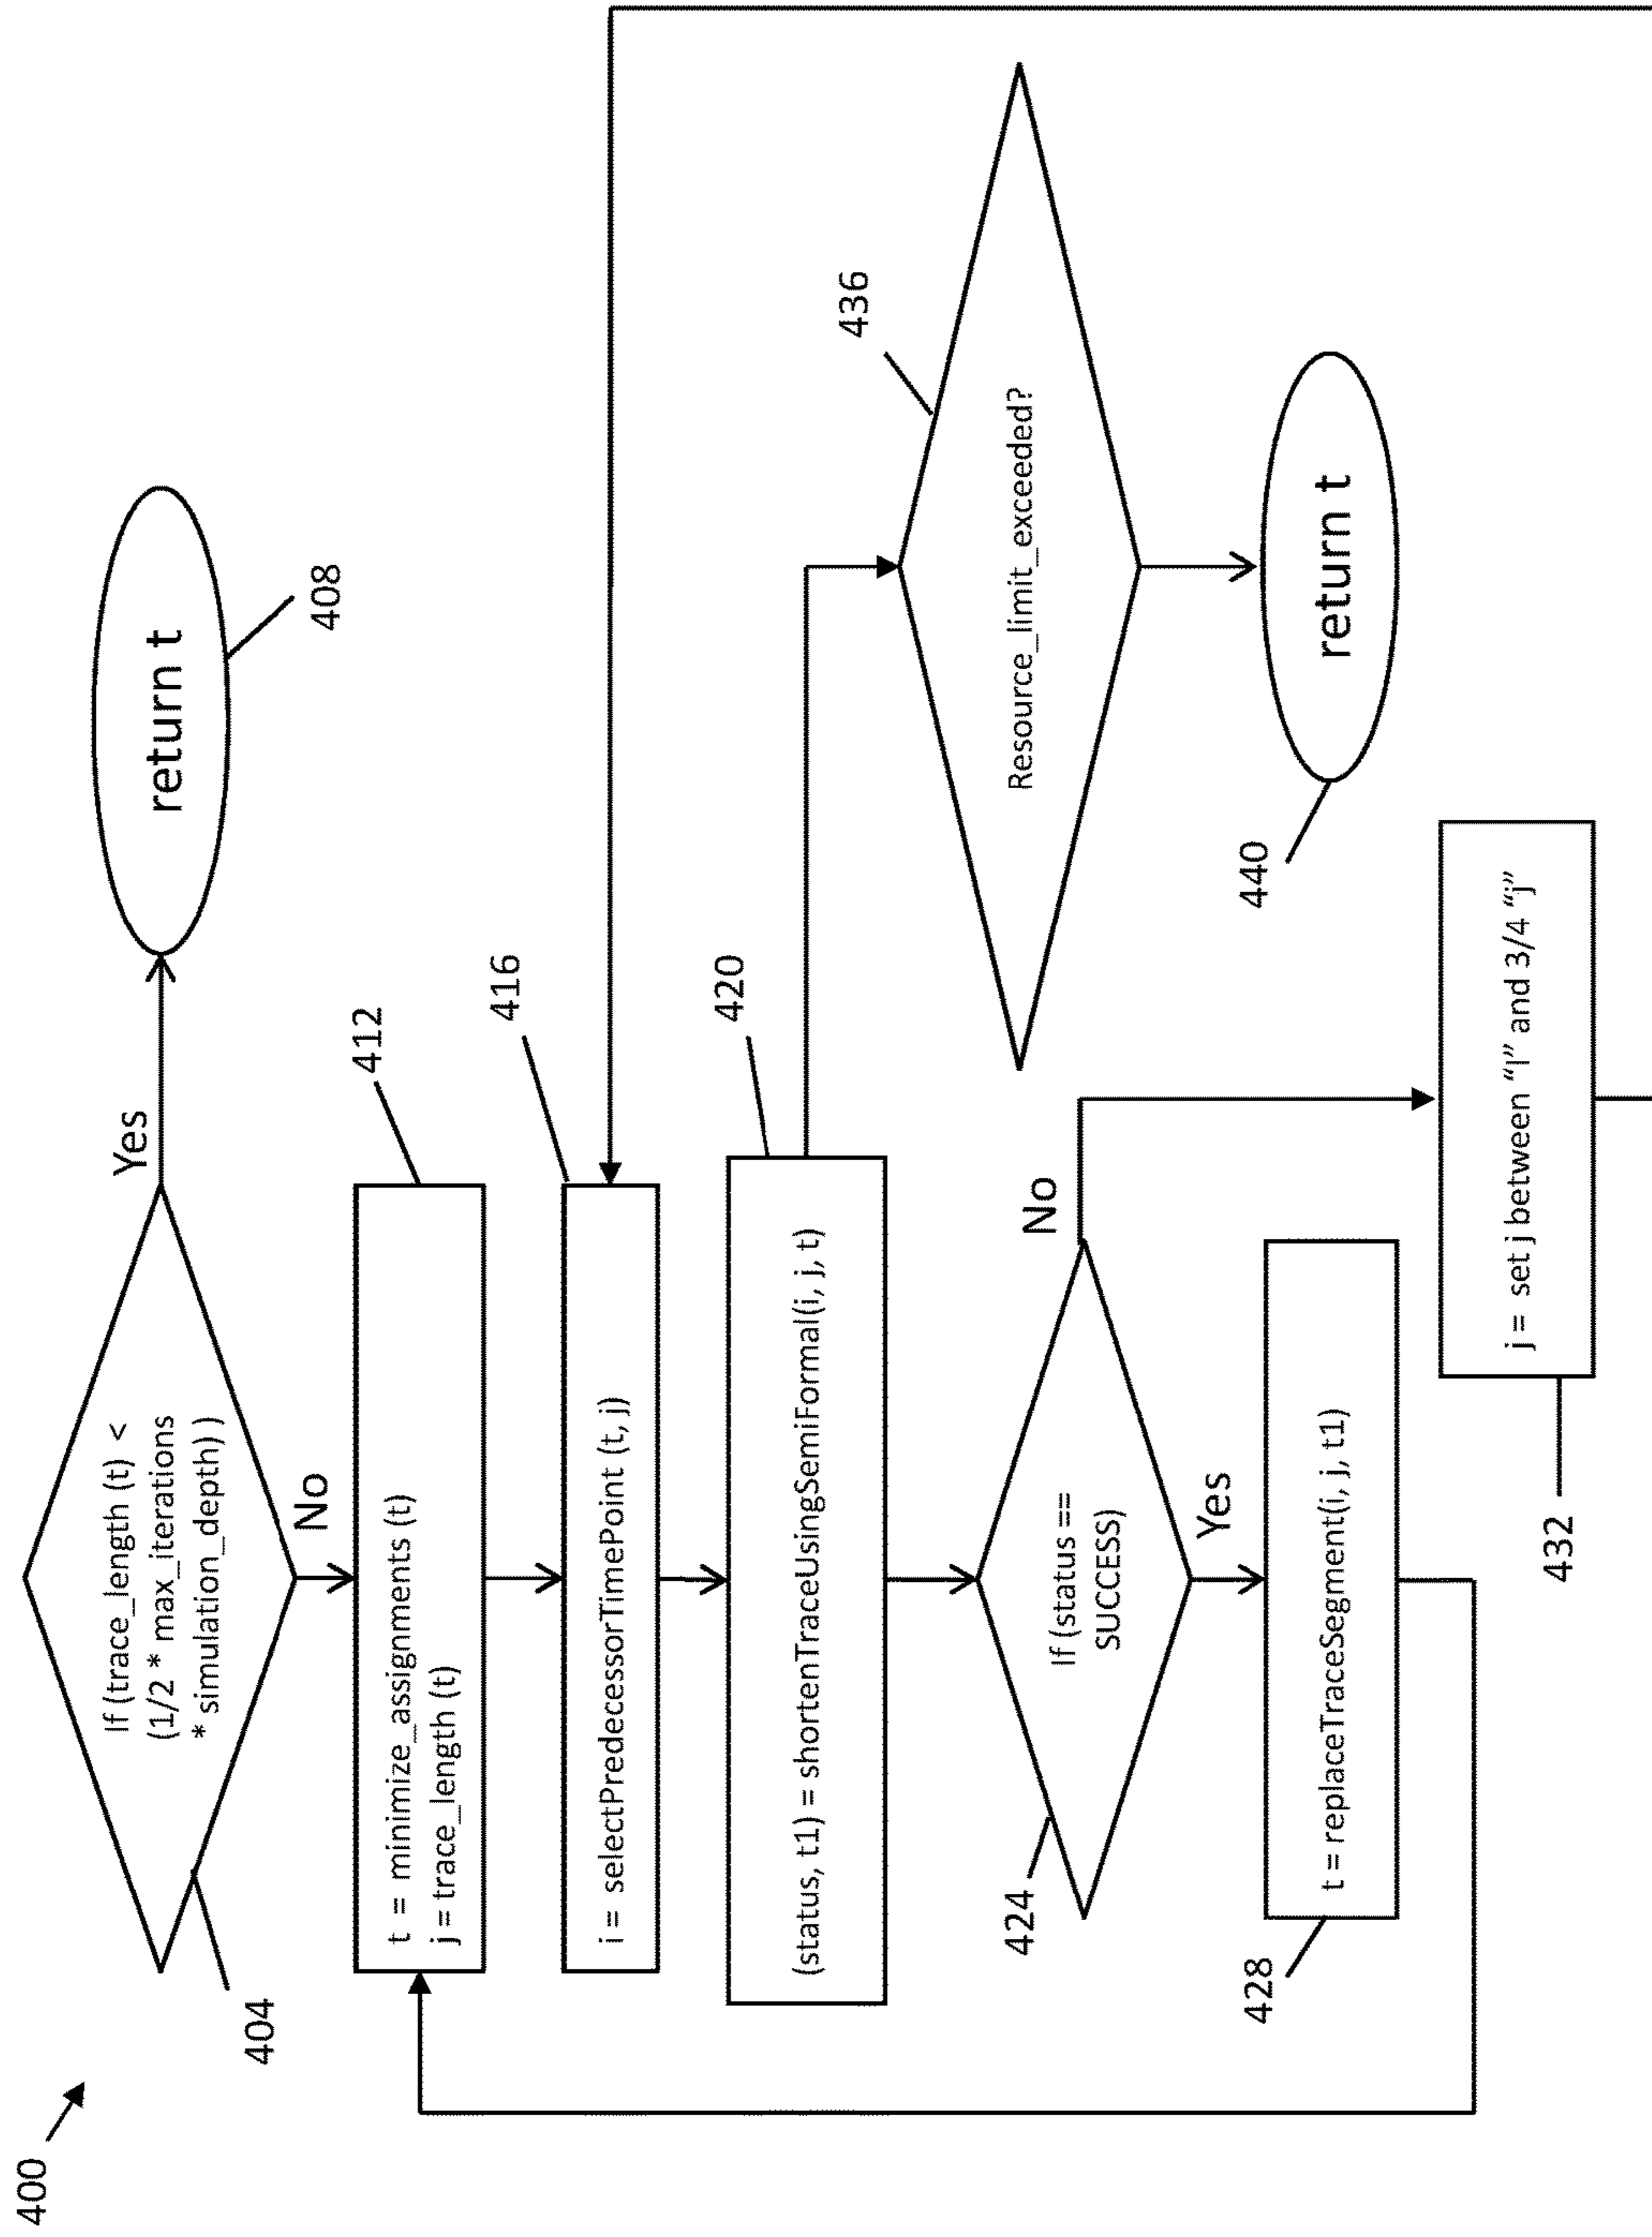 400
If (trace_length (t) <
(1/2 * max_iterations
* simulation_depth) )
404
Yes
return t
408
No
t = minimize_assignments (t)
j = trace_length (t)
412
i = selectPredecessorTimePoint (t, j)
416
(status, t1) = shortenTraceUsingSemiFormal(i, j, t)
420
If (status ==
SUCCESS)
424
No
Yes
t = replaceTraceSegment(i, j, t1)
428
j = set j between "I" and 3/4 "j"
432
Resource_limit_exceeded?
436
return t
440